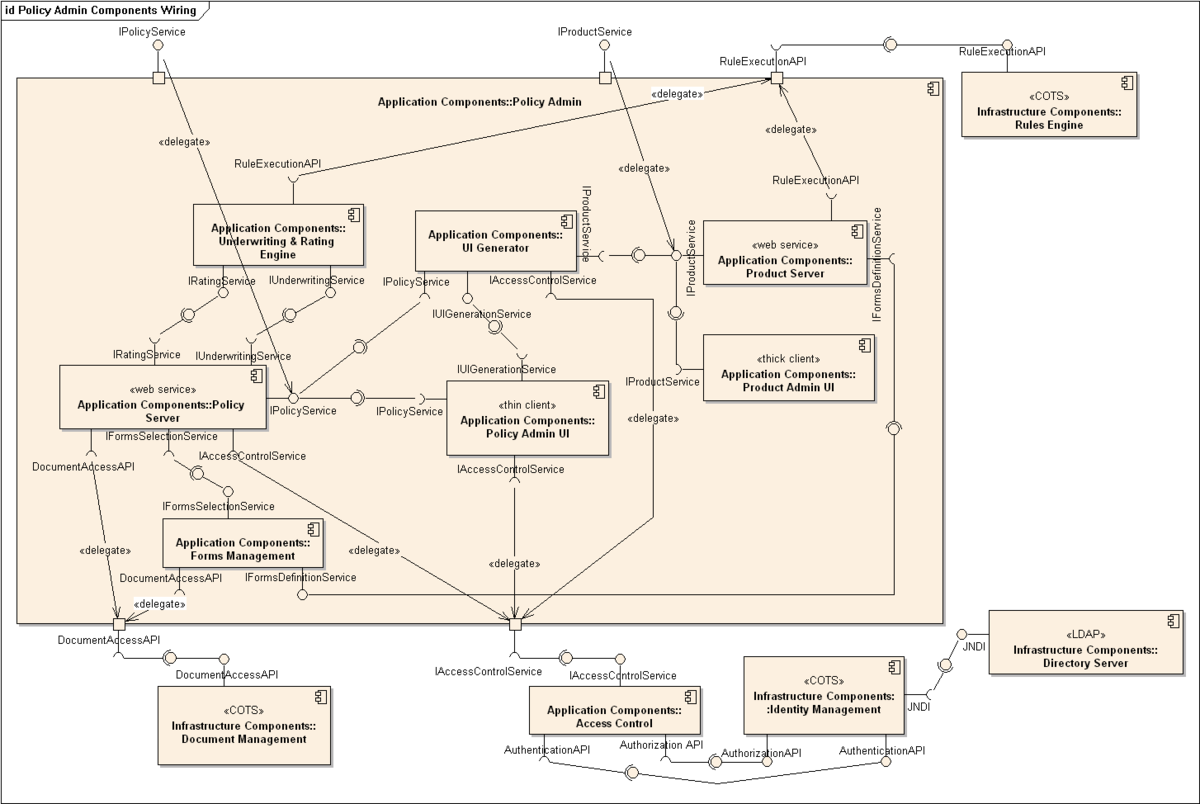 id Policy Admin Components Wiring
IPolicyService
IProductService
RuleExecutionAPI
RuleExecutionAPI
«COTS»
Infrastructure Components::
Rules Engine
Application Components::Policy Admin
«delegate»
«delegate»
«delegate»
«delegate»
RuleExecutionAPI
RuleExecutionAPI
Application Components::
Underwriting & Rating
Engine
Application Components::
UI Generator
IProductService
IProductService
«web service»
Application Components::
Product Server
IFormsDefinitionService
IRatingService
IUnderwritingService
IPolicyService
IAccessControlService
IUIGenerationService
IRatingService
IUnderwritingService
IUIGenerationService
«thick client»
Application Components::
Product Admin UI
IProductService
«web service»
Application Components::Policy
Server
IPolicyService
IPolicyService
«thin client»
Application Components::
Policy Admin UI
«delegate»
IFormsSelectionService
DocumentAccessAPI
IAccessControlService
IAccessControlService
IFormsSelectionService
Application Components::
Forms Management
«delegate»
«delegate»
«delegate»
DocumentAccessAPI
IFormsDefinitionService
«delegate»
DocumentAccessAPI
DocumentAccessAPI
«COTS»
Infrastructure Components::
Document Management
IAccessControlService
IAccessControlService
Application Components::
Access Control
AuthenticationAPI
Authorization API
«COTS»
Infrastructure Components:
:Identity Management
AuthorizationAPI
AuthenticationAPI
JNDI
JNDI
«LDAP»
Infrastructure Components::
Directory Server